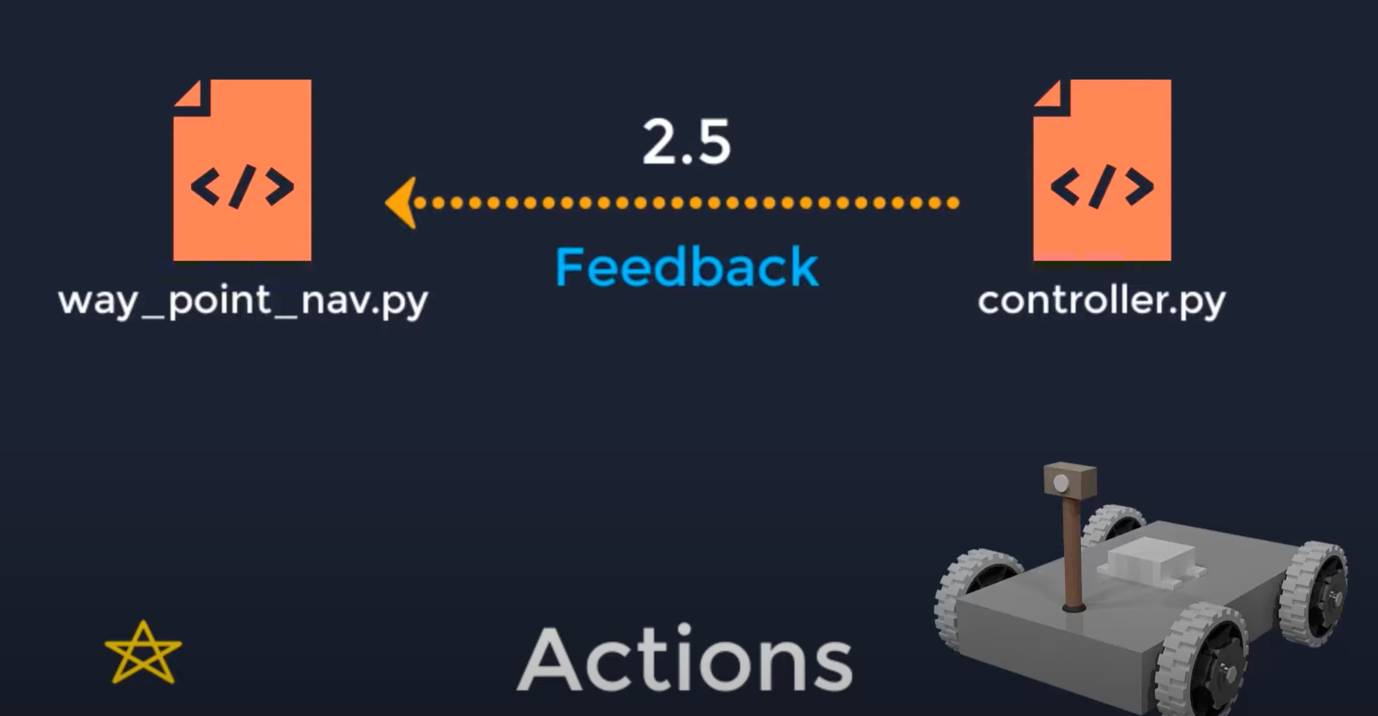 2.5
</>
</>
Feedback
way_point_nav.py
controller.py
Actions